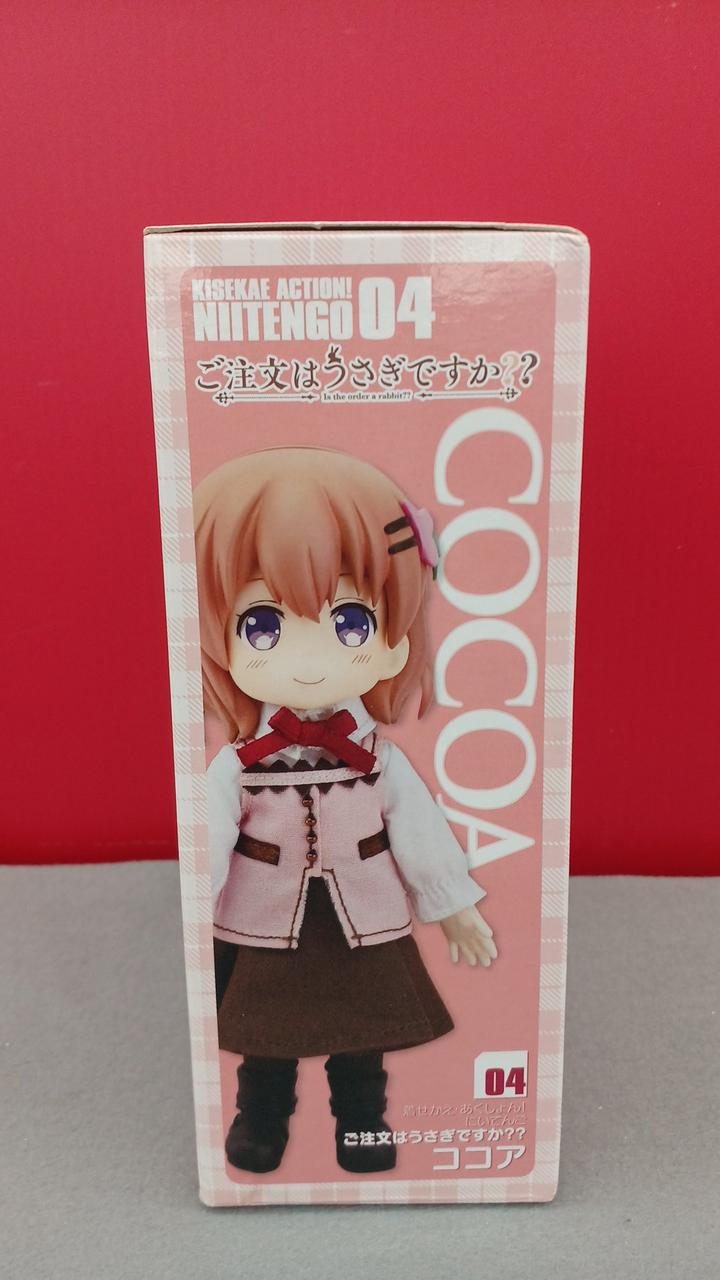 KISEKAE ACTION!
NIITENGO 04
ご注文はうさぎですか??
Is the order a rabbit??
COCOA
04
着せかえ あくしょん!
にいてんご
ご注文はうさぎですか??
ココア